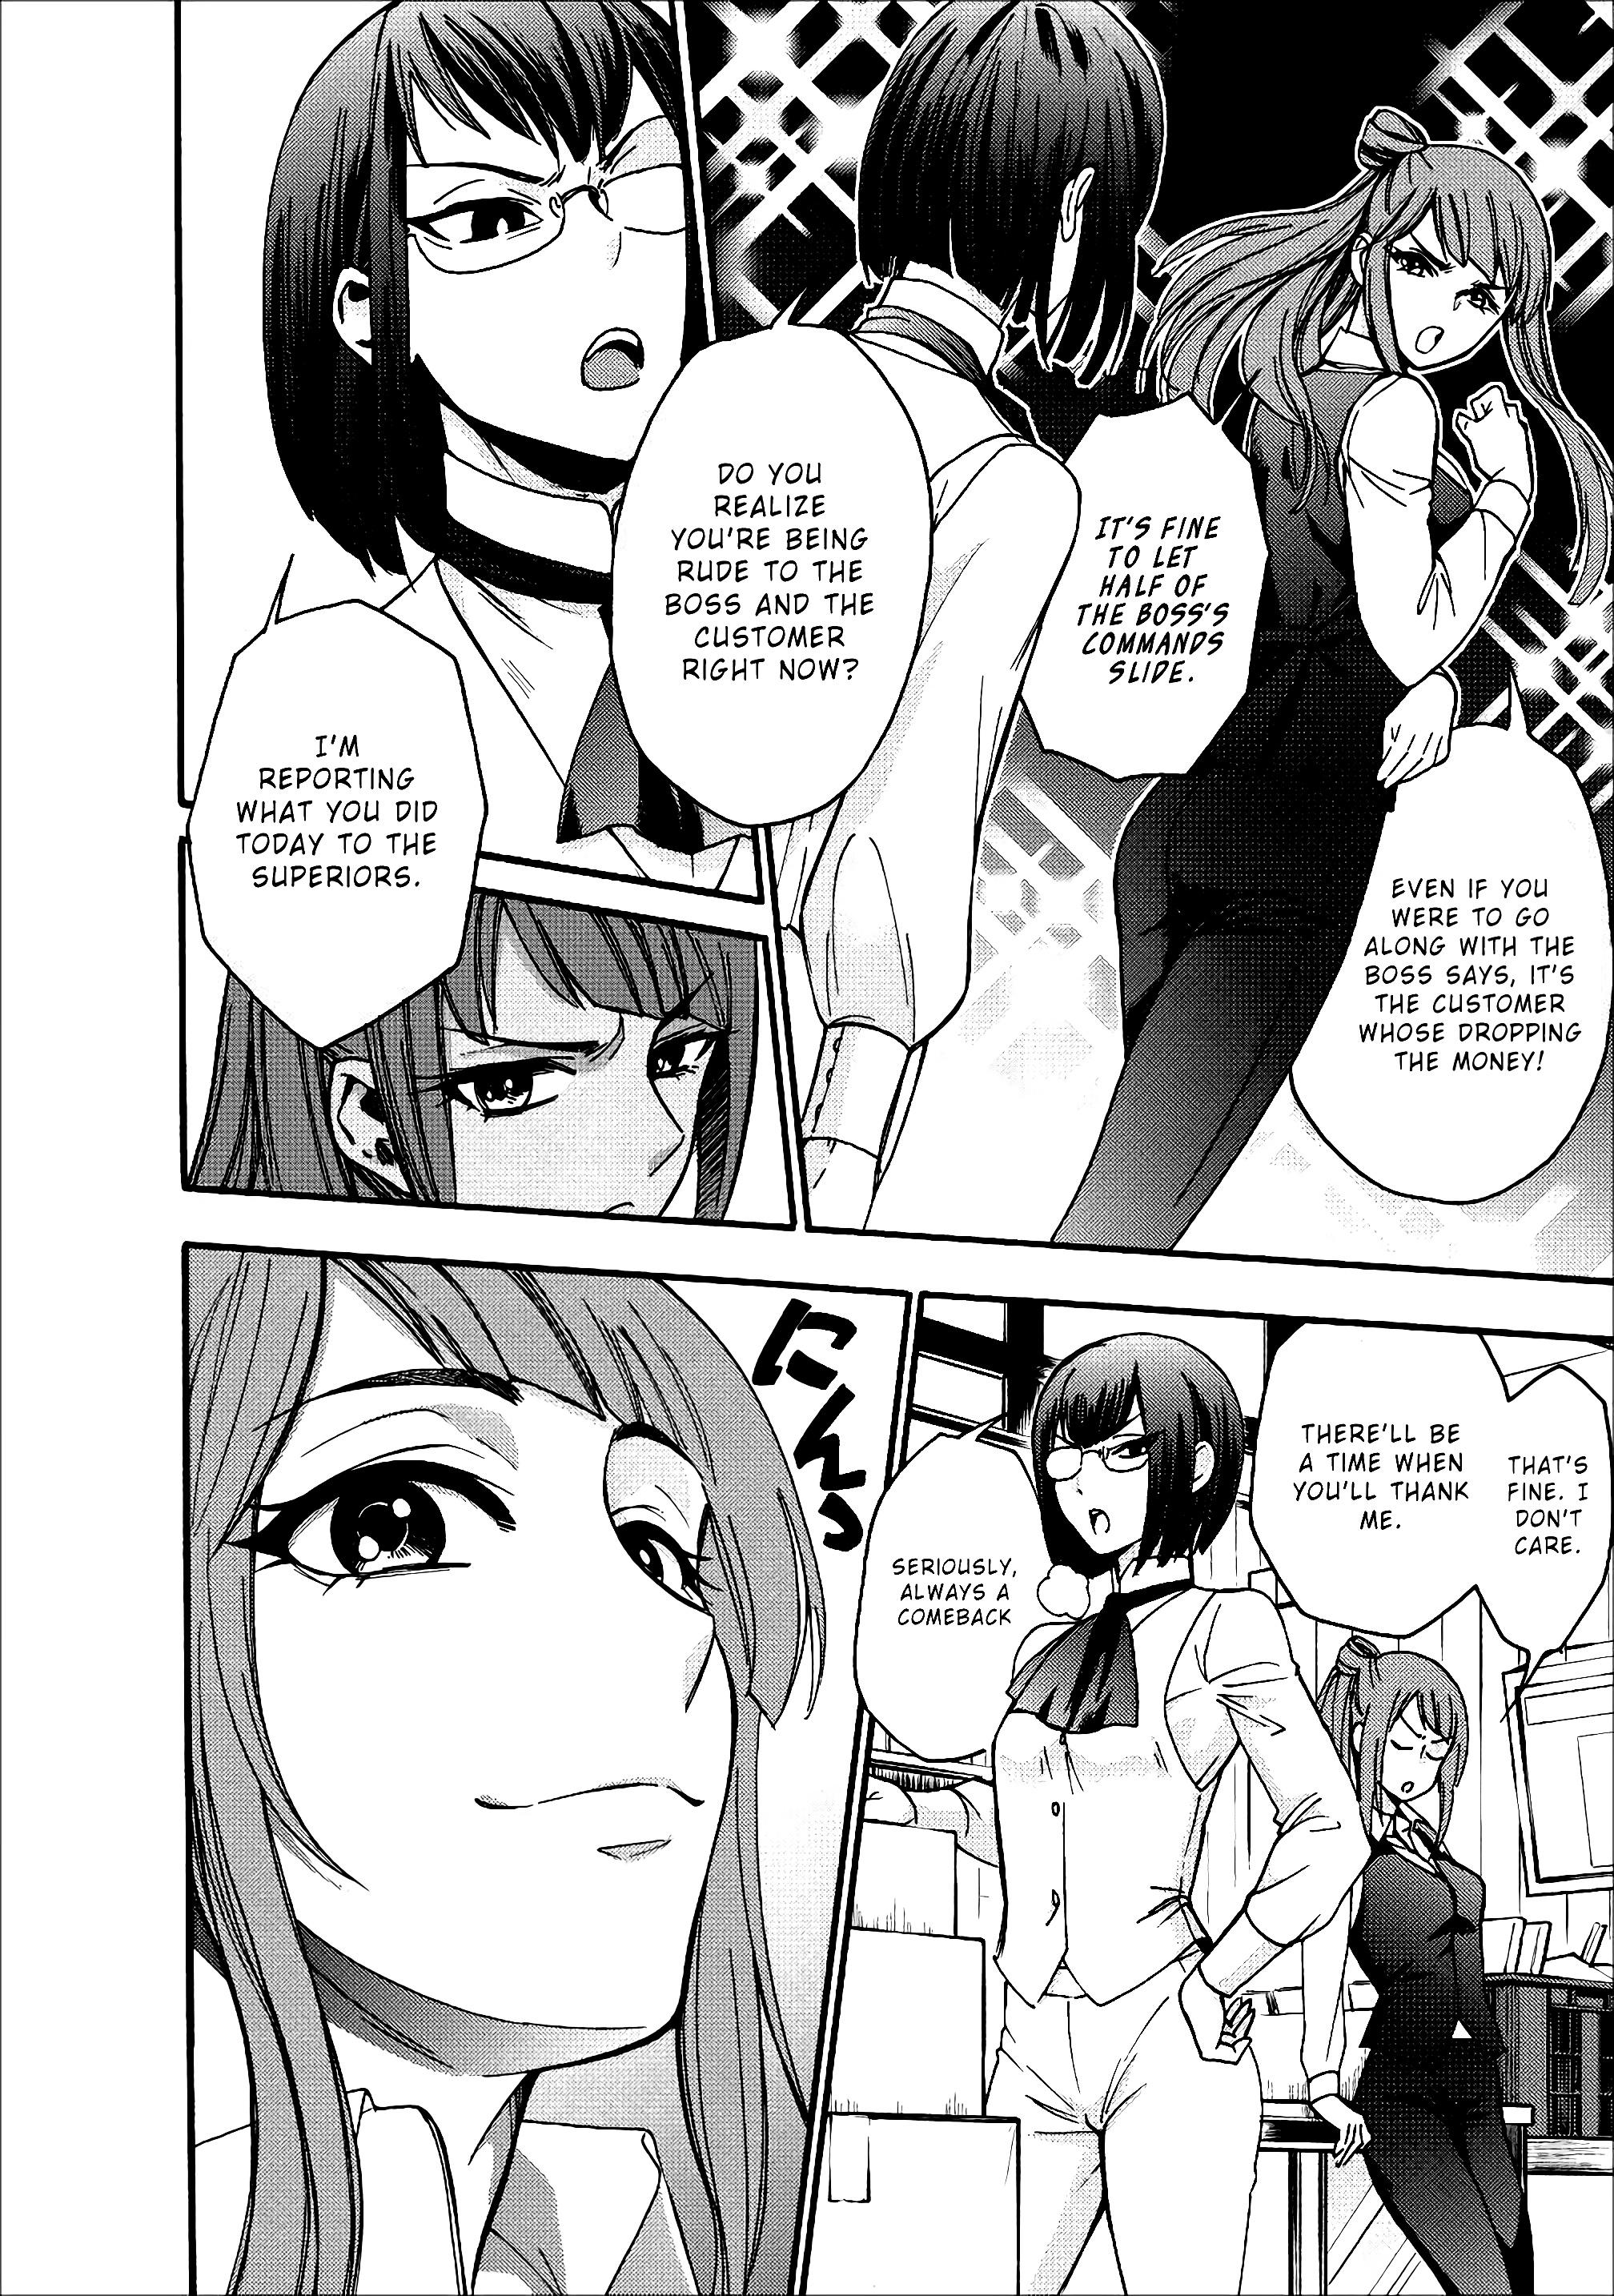 EVEN IF YOU
WERE TO GO
ALONG WITH THE
BOSS SAYS, IT'S
THE CUSTOMER
WHOSE DROPPING
THE MONEY!
IT'S FINE
TO LET
HALF OF
THE BOSS'S
COMMANDS
SLIDE.
DO YOU
REALIZE
YOU'RE BEING
RUDE TO THE
BOSS AND THE
CUSTOMER
RIGHT NOW?
I'M
REPORTING
WHAT YOU DID
TODAY TO THE
SUPERIORS.
THAT'S
FINE. I
DON'T
CARE.
THERE'LL BE
A TIME WHEN
YOU'LL THANK
ME.
SERIOUSLY,
ALWAYS A
COMEBACK
にんっ